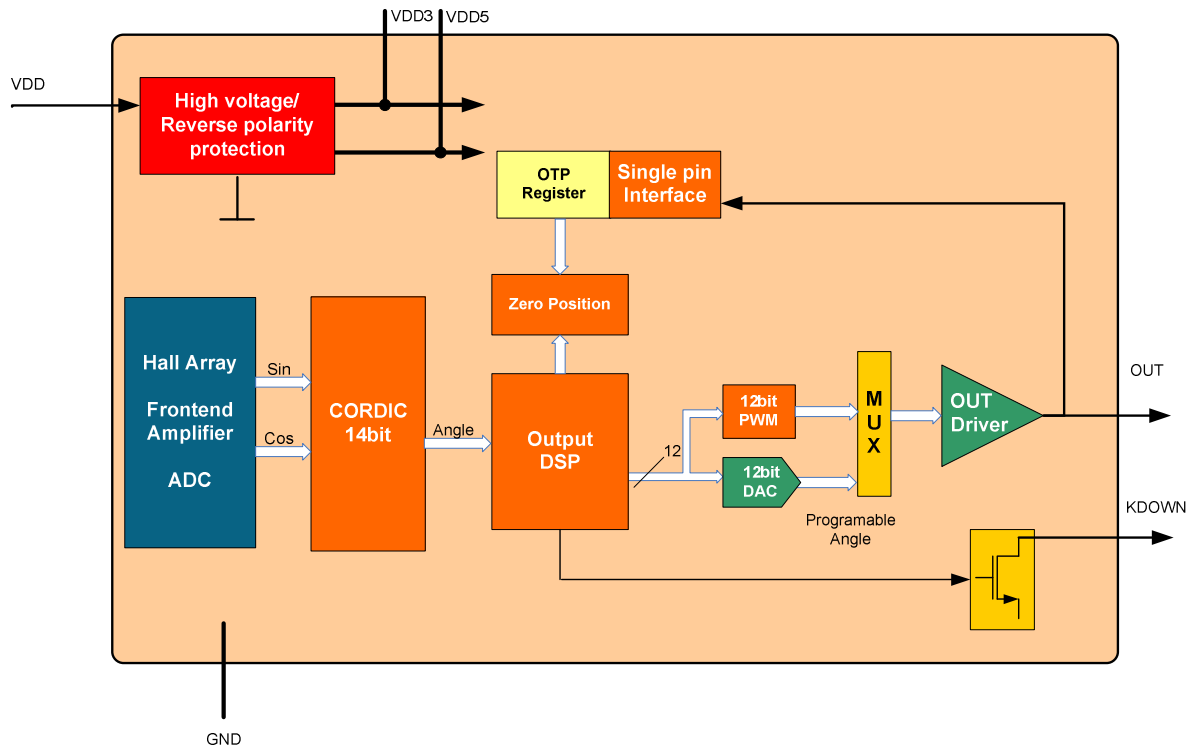 VDD3
VDD5
VDD
High voltage/
Reverse polarity
protection
OTP
Register
Single pin
Interface
Zero Position
Hall Array
Frontend
Amplifier
ADC
Sin
Cos
CORDIC
14bit
Angle
Output
DSP
12
12bit
PWM
12bit
DAC
Programable
Angle
M
U
X
OUT
Driver
OUT
KDOWN
GND